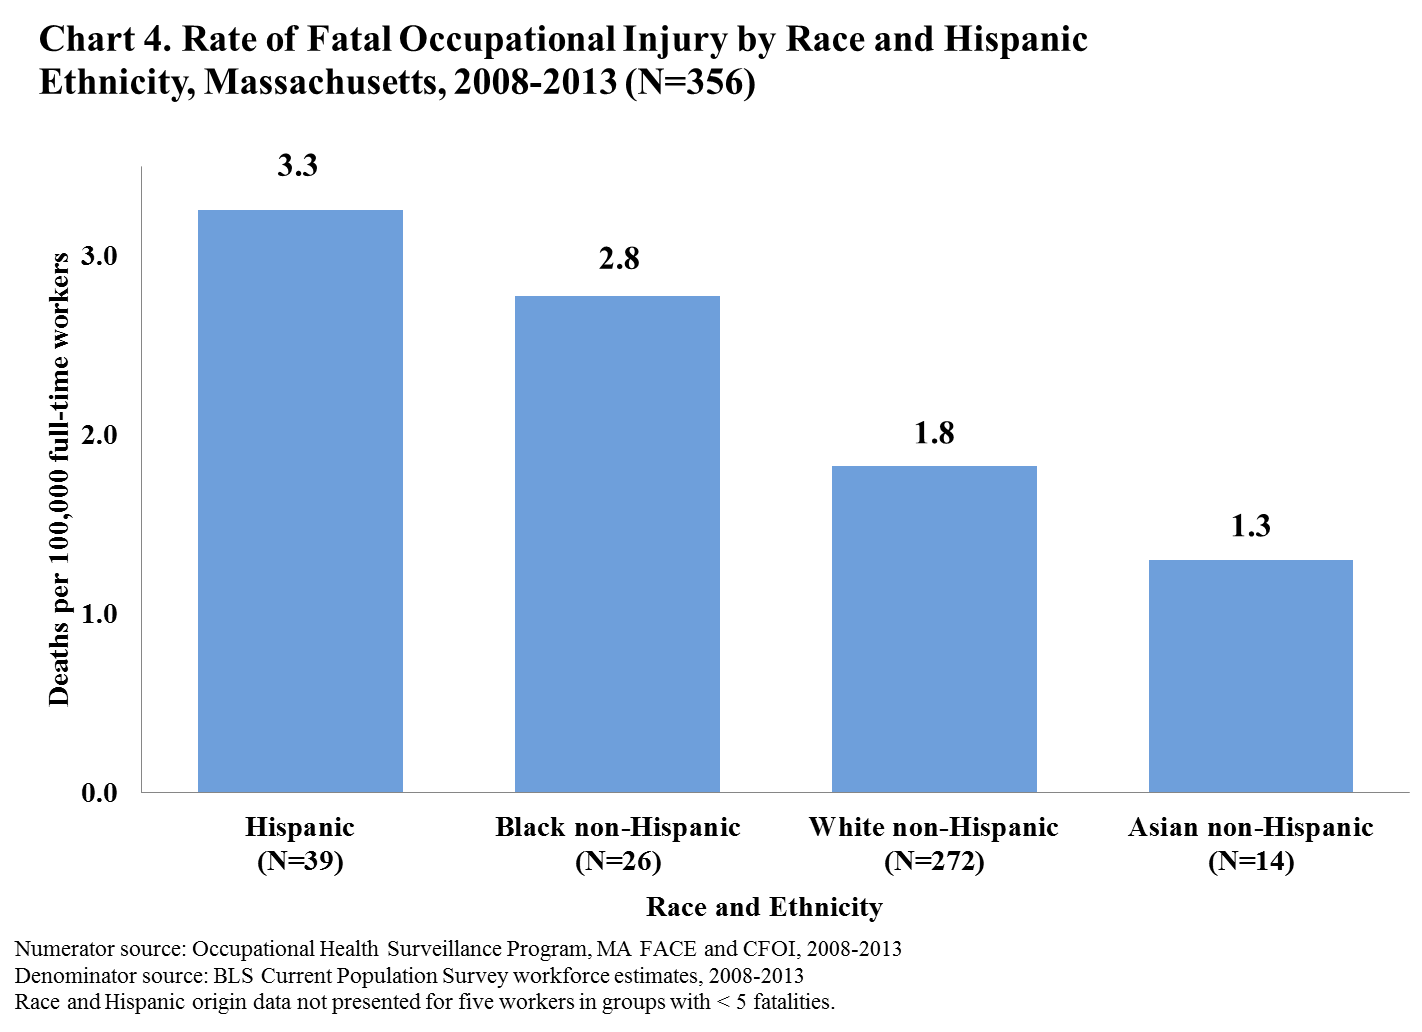 Chart 4. Rate of Fatal Occupational Injury by Race and Hispanic
Ethnicity, Massachusetts, 2008-2013 (N=356)
Deaths per 100,000 full-time workers
3.0
2.0
1.0
0.0
3.3
2.8
1.8
1.3
Hispanic
(N=39)
Black non-Hispanic
(N=26)
White non-Hispanic
(N=272)
Asian non-Hispanic
(N=14)
Race and Ethnicity
Numerator source: Occupational Health Surveillance Program, MA FACE and CFOI, 2008-2013
Denominator source: BLS Current Population Survey workforce estimates, 2008-2013
Race and Hispanic origin data not presented for five workers in groups with < 5 fatalities.